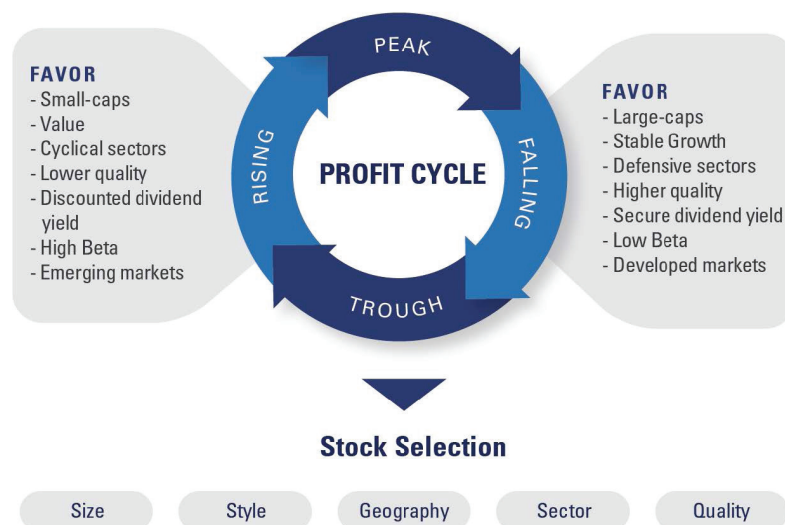 PEAK
FAVOR
- Small-caps
- Value
- Cyclical sectors
- Lower quality
- Discounted dividend
yield
- High Beta
- Emerging markets
RISING
PROFIT CYCLE
FALLING
FAVOR
- Large-caps
- Stable Growth
- Defensive sectors
- Higher quality
- Secure dividend yield
- Low Beta
- Developed markets
TROUGH
Stock Selection
Size
Style
Geography
Sector
Quality